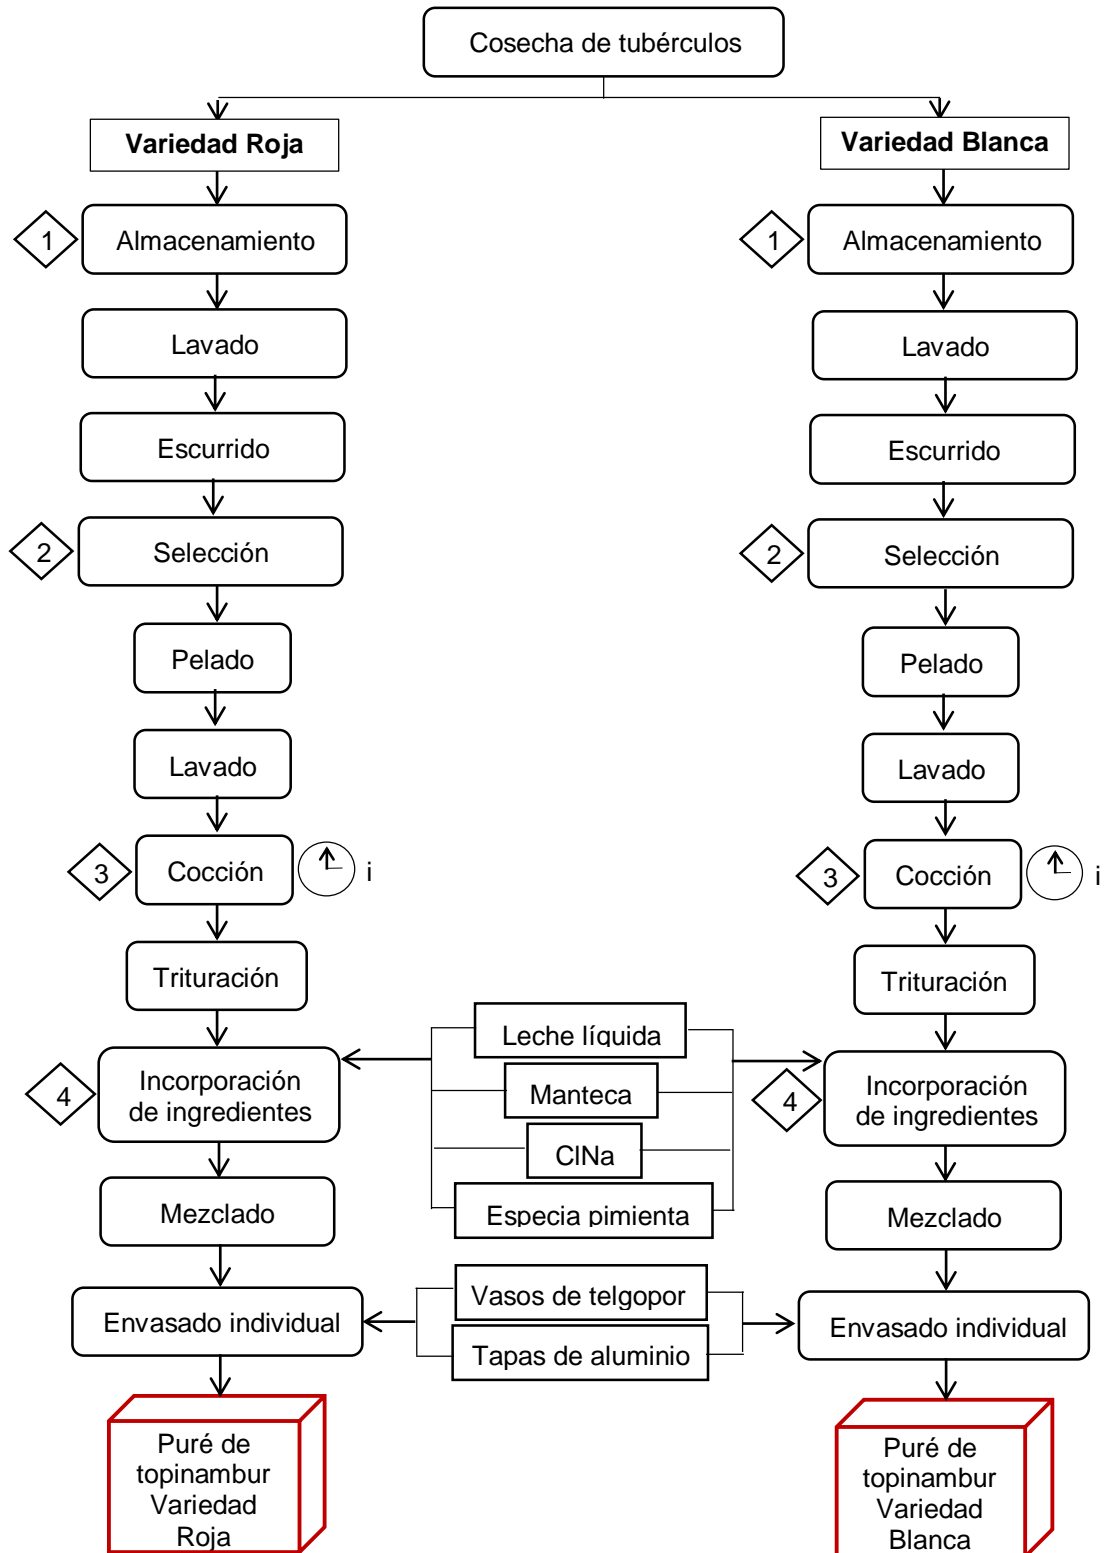 Cosecha de tubérculos
Variedad Roja
Variedad Blanca
1
Almacenamiento
1
Almacenamiento
Lavado
Lavado
Escurrido
Escurrido
2
Selección
2
Selección
Pelado
Pelado
Lavado
Lavado
3
Cocción
i
3
Cocción
i
Trituración
Trituración
Leche líquida
Manteca
ClNa
Especia pimienta
4
Incorporación
de ingredientes
4
Incorporación
de ingredientes
Mezclado
Mezclado
Vasos de telgopor
Tapas de aluminio
Envasado individual
Envasado individual
Puré de
topinambur
Variedad
Roja
Puré de
topinambur
Variedad
Blanca